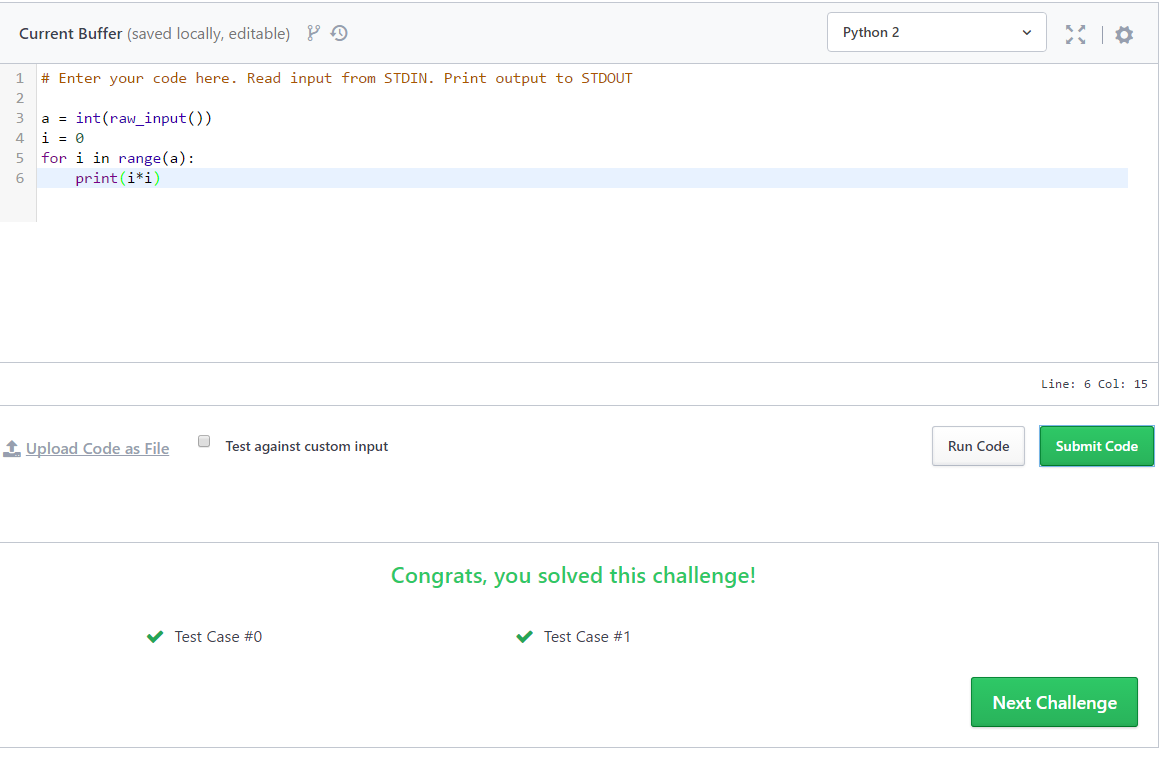 Current Buffer (saved locally, editable)
Python 2
1 # Enter your code here. Read input from STDIN. Print output to STDOUT
2
3 a = int(raw_input())
4 i = 0
5 for i in range(a):
6     print(i*i)
Line: 6 Col: 15
Upload Code as File
Test against custom input
Run Code
Submit Code
Congrats, you solved this challenge!
Test Case #0
Test Case #1
Next Challenge